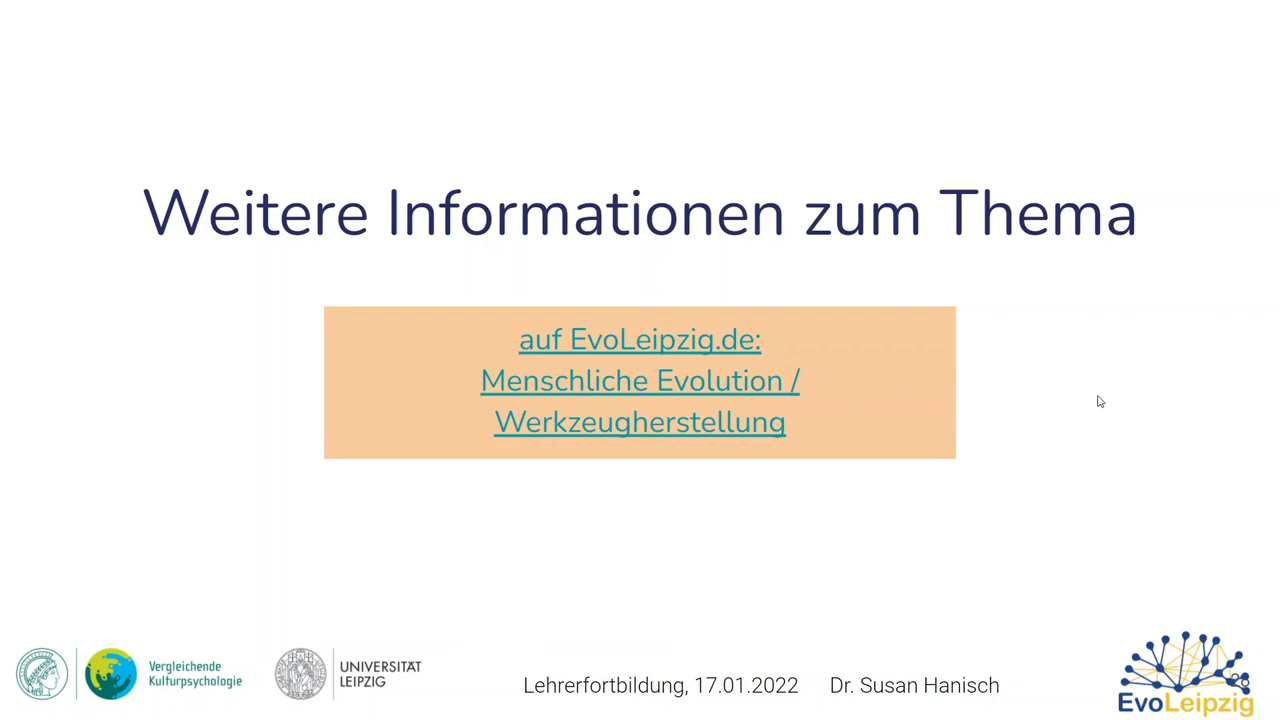 Weitere Informationen zum Thema
auf EvoLeipzig.de:
Menschliche Evolution /
Werkzeugherstellung
Vergleichende
Kulturpsychologie
UNIVERSITÄT
LEIPZIG
Lehrerfortbildung, 17.01.2022 Dr. Susan Hanisch
EvoLeipzig